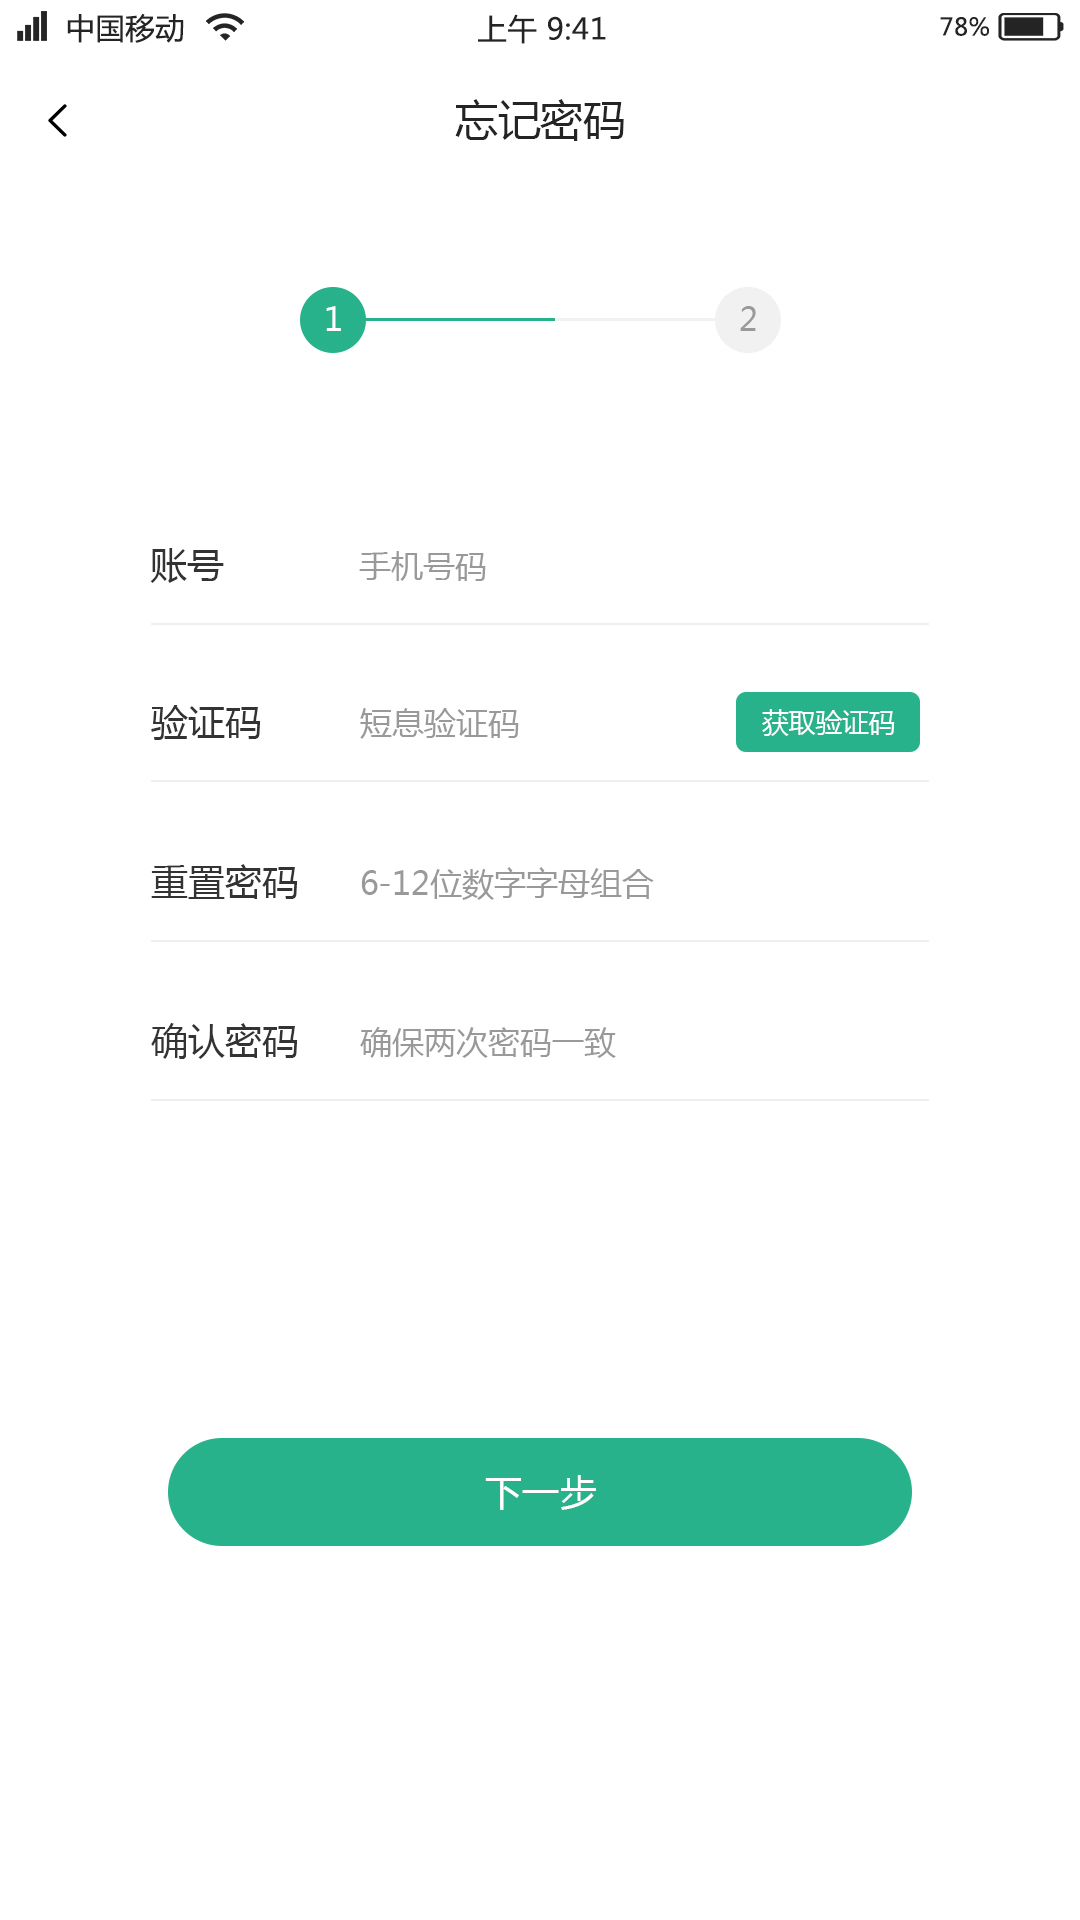 中国移动 上午 9:41 78%
忘记密码
1 2
账号 手机号码
验证码 短息验证码 获取验证码
重置密码 6-12位数字字母组合
确认密码 确保两次密码一致
下一步